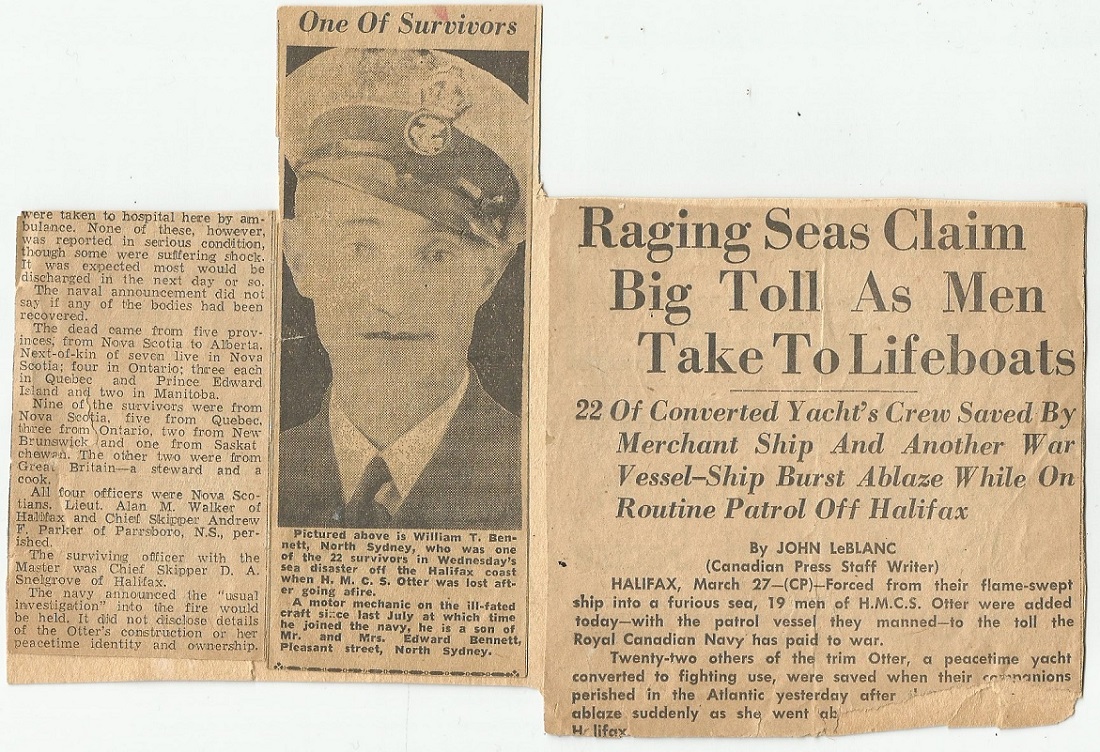 One Of Survivors
were taken to hospital here by am-
bulance. None of these, however,
was reported in serious condition,
though some were suffering shock.
It was expected most would be
discharged in the next day or so.
The naval announcement did not
say if any of the bodies had been
recovered.
The dead came from five prov-
inces, from Nova Scotia to Alberta.
Next-of-kin of seven live in Nova
Scotia; four in Ontario; three each
in Quebec and Prince Edward
Island and two in Manitoba.
Nine of the survivors were from
Nova Scotia, five from Quebec,
three from Ontario, two from New
Brunswick and one from Saskat
chewan. The other two were from
Great Britain—a steward and a
cook.
All four officers were Nova Sco-
tians. Lieut. Alan M. Walker of
Halifax and Chief Skipper Andrew
F. Parker of Parrsboro, N.S., per-
ished.
The surviving officer with the
Master was Chief Skipper D. A.
Snelgrove of Halifax.
The navy announced the "usual
investigation" into the fire would
be held. It did not disclose details
of the Otter's construction or her
peacetime identity and ownership.
Pictured above is William T. Ben-
nett, North Sydney, who was one
of the 22 survivors in Wednesday's
sea disaster off the Halifax coast
when H. M. C. S. Otter was lost aft-
er going afire.
A motor mechanic on the ill-fated
craft since last July at which time
he joined the navy, he is a son of
Mr. and Mrs. Edward Bennett,
Pleasant street, North Sydney.
Raging Seas Claim
Big Toll As Men
Take To Lifeboats
22 Of Converted Yacht's Crew Saved By
Merchant Ship And Another War
Vessel—Ship Burst Ablaze While On
Routine Patrol Off Halifax
By JOHN LeBLANC
(Canadian Press Staff Writer)
HALIFAX, March 27—(CP)—Forced from their flame-swept
ship into a furious sea, 19 men of H.M.C.S. Otter were added
today—with the patrol vessel they manned—to the toll the
Royal Canadian Navy has paid to war.
Twenty-two others of the trim Otter, a peacetime yacht
converted to fighting use, were saved when their companions
perished in the Atlantic yesterday after
ablaze suddenly as she went
Halifax